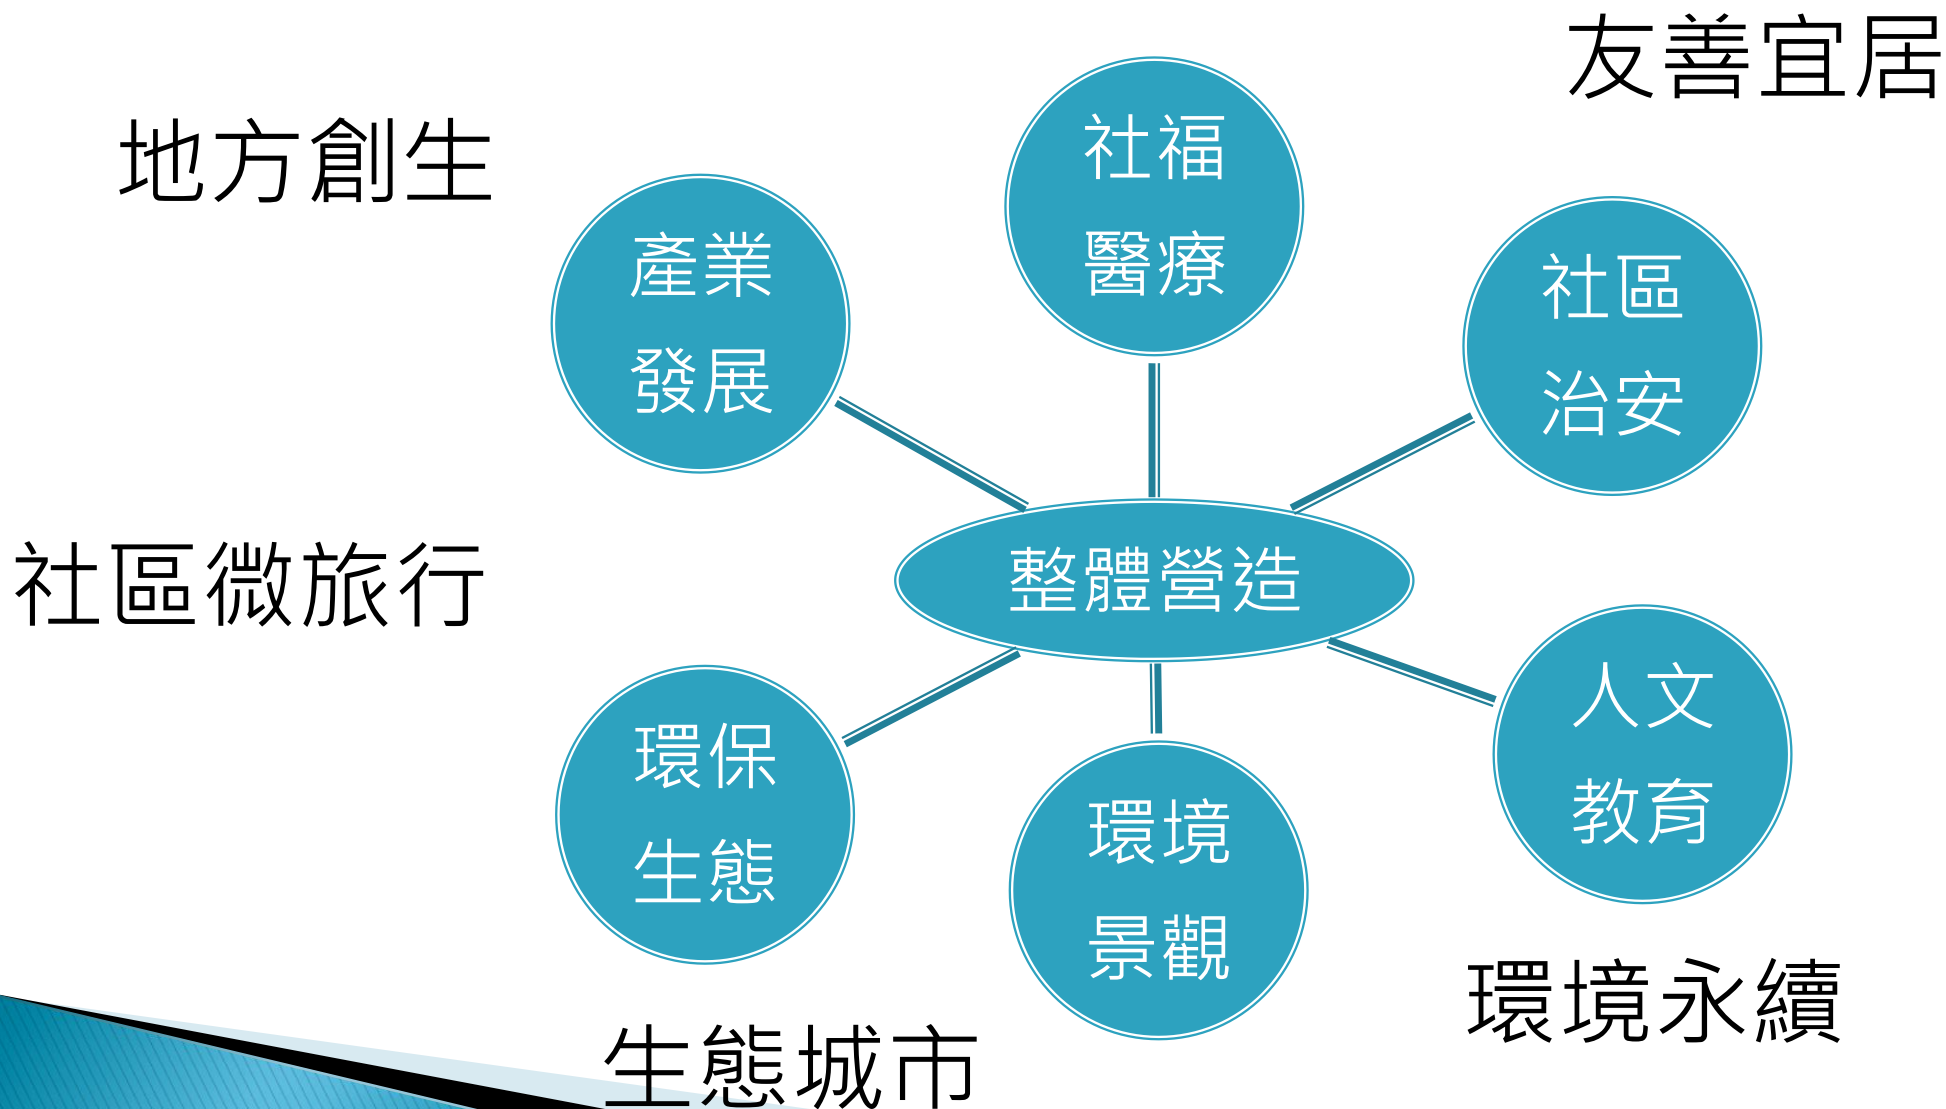 友善宜居
地方創生
社福
醫療
產業
發展
社區
治安
社區微旅行
整體營造
人文
教育
環保
生態
環境
景觀
環境永續
生態城市